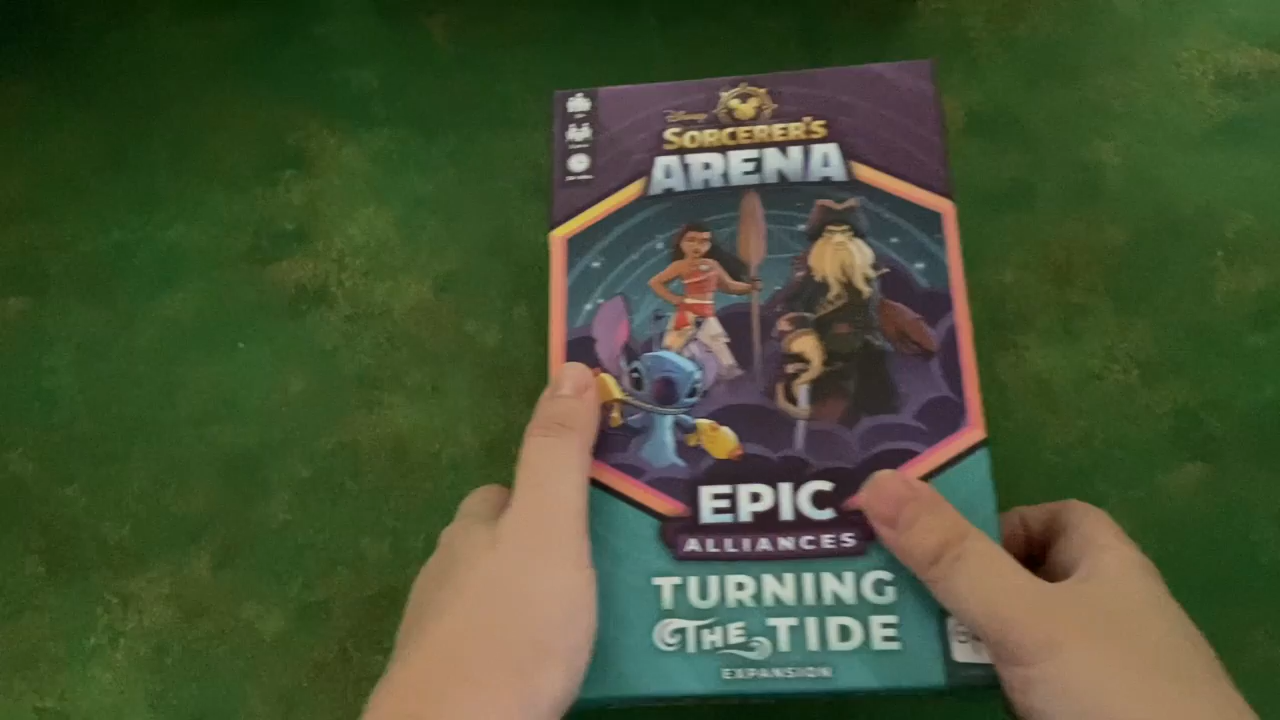 Disney
SORCERER'S
ARENA
EPIC
ALLIANCES
TURNING
THE TIDE
EXPANSION